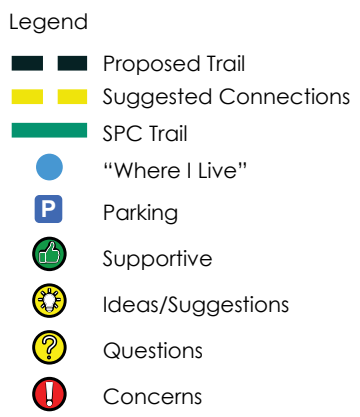 Legend
Proposed Trail
Suggested Connections
SPC Trail
“Where I Live”
P Parking
Supportive
Ideas/Suggestions
? Questions
! Concerns